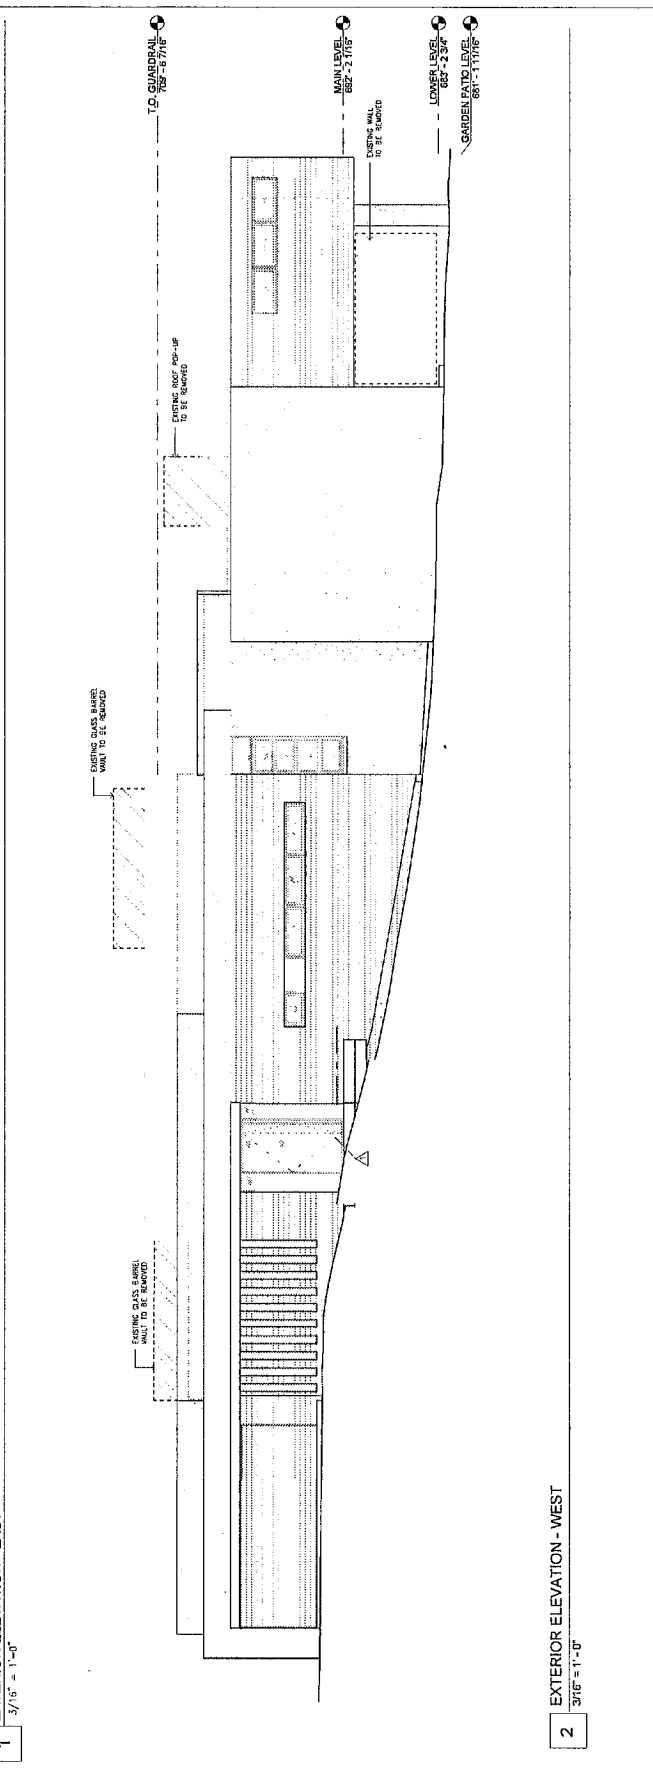 1
3/16" = 1'-0"
T.O. GUARDRAIL
709' - 6 7/16"
MAIN LEVEL
692' - 2 1/16"
LOWER LEVEL
683' - 2 3/4"
GARDEN PATIO LEVEL
681' - 1 11/16"
EXISTING WALL
TO BE REMOVED
EXISTING ROOF POP-UP
TO BE REMOVED
EXISTING GLASS BARREL
VAULT TO BE REMOVED
EXISTING GLASS BARREL
VAULT TO BE REMOVED
2
EXTERIOR ELEVATION - WEST
3/16" = 1'-0"